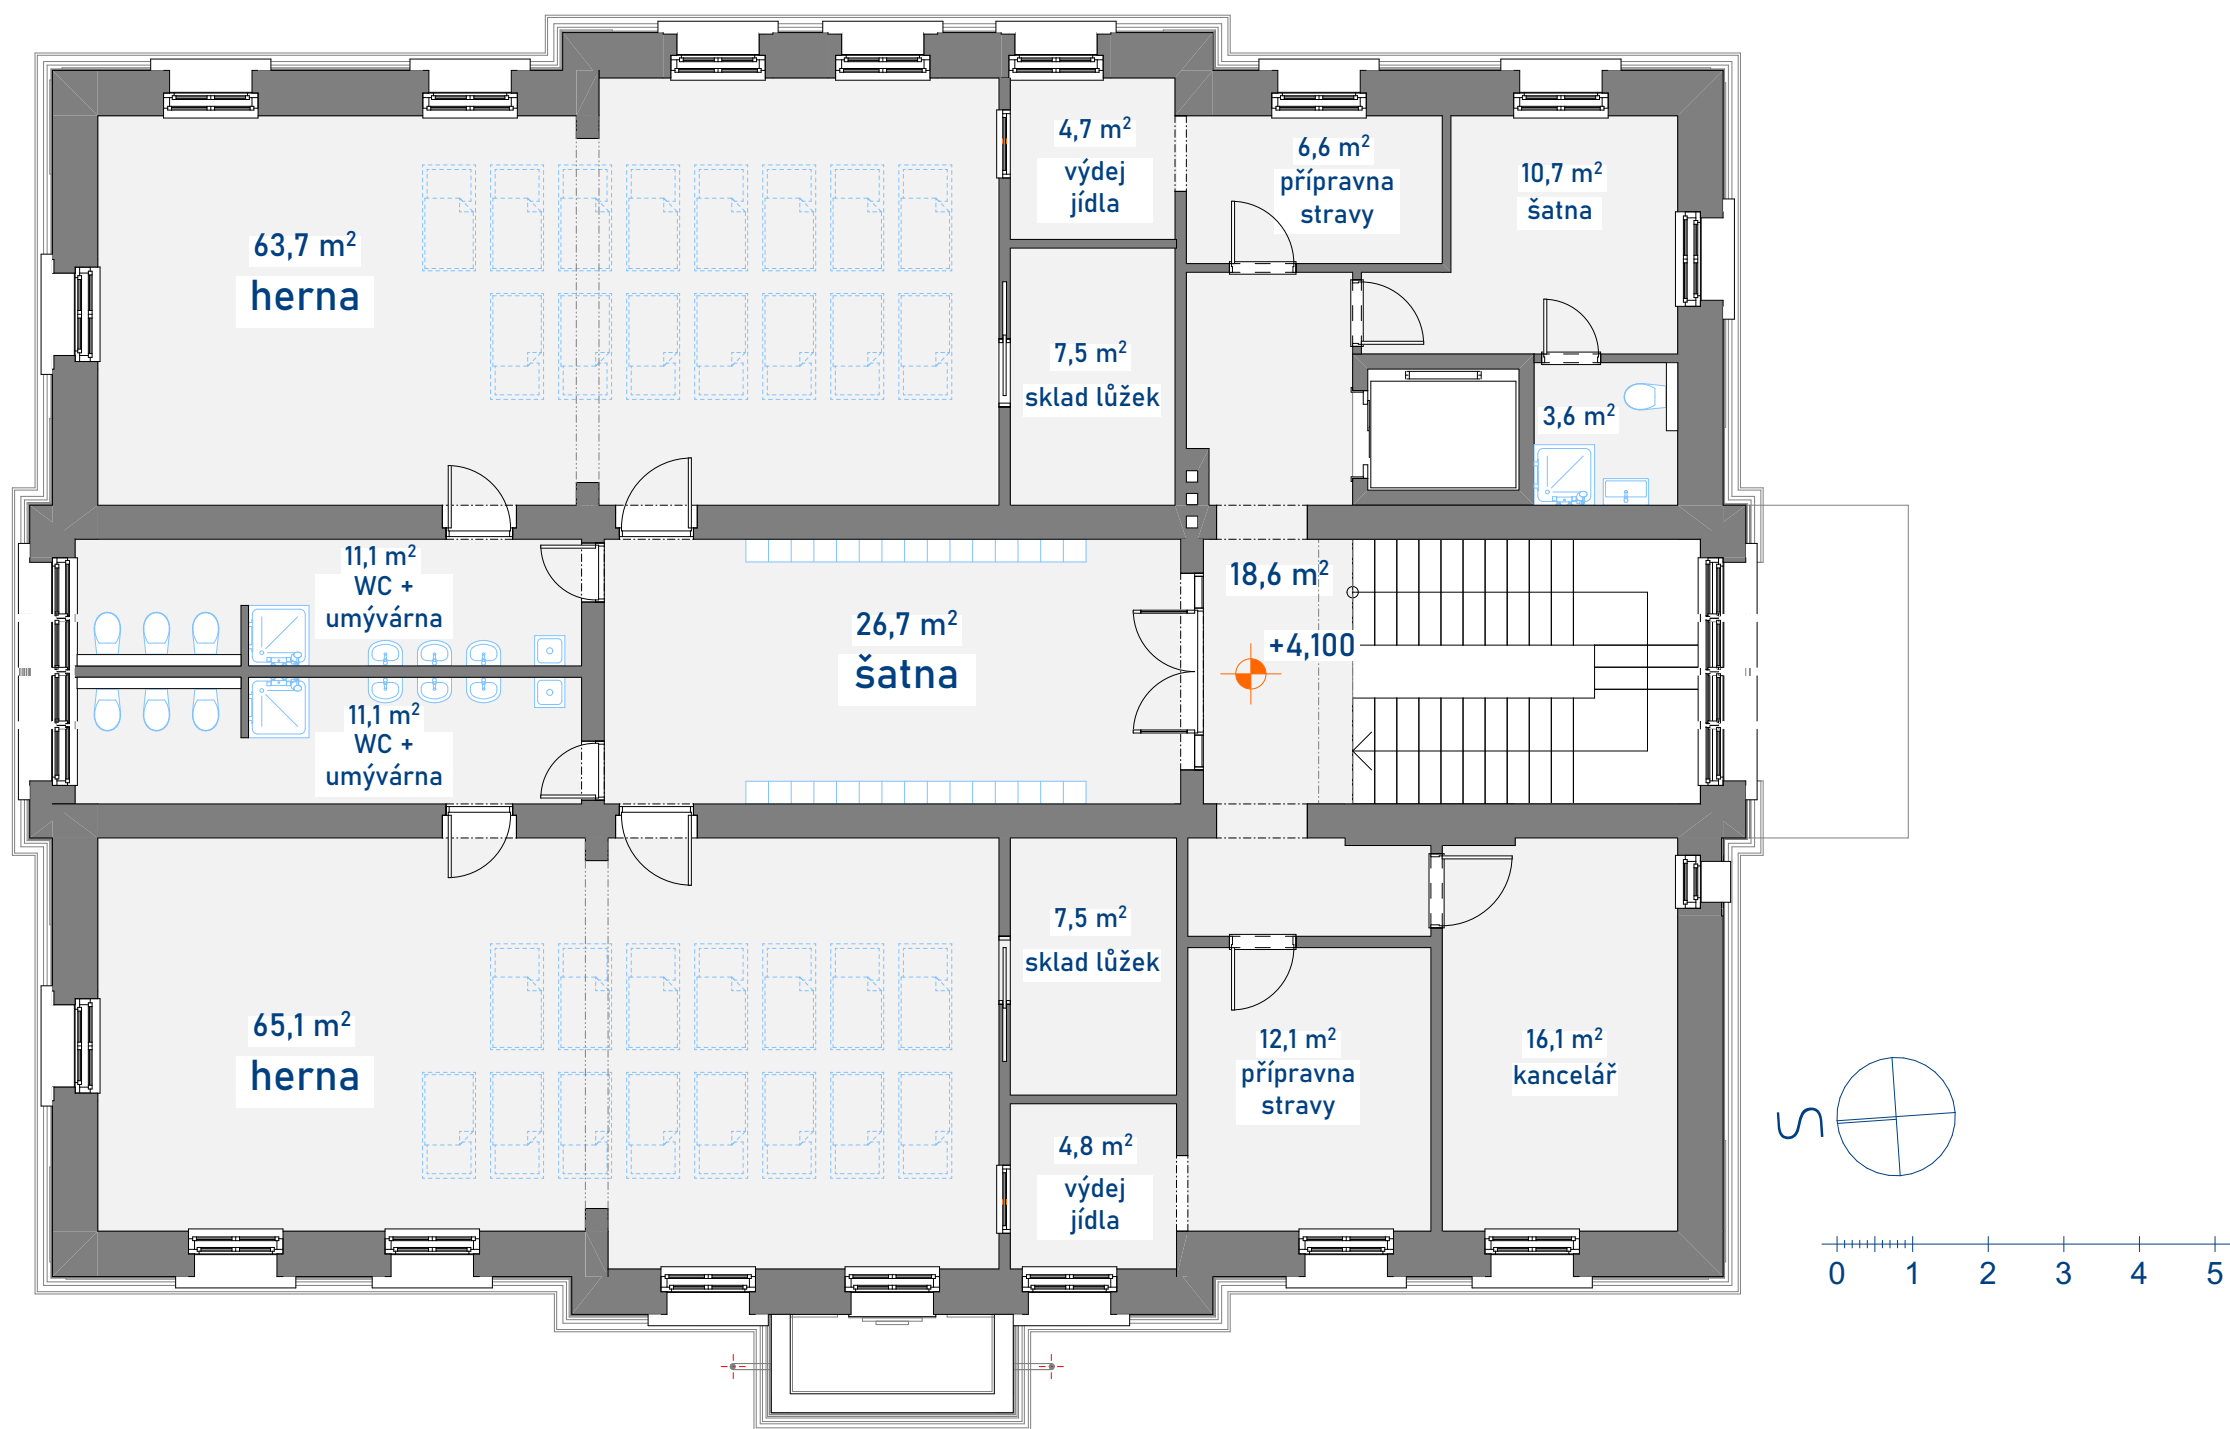 4,7 m²
výdej
jídla
6,6 m²
přípravna
stravy
10,7 m²
šatna
63,7 m²
herna
7,5 m²
sklad lůžek
3,6 m²
11,1 m²
WC +
umývárna
26,7 m²
šatna
18,6 m²
+4,100
11,1 m²
WC +
umývárna
7,5 m²
sklad lůžek
65,1 m²
herna
12,1 m²
přípravna
stravy
16,1 m²
kancelář
4,8 m²
výdej
jídla
S
0 1 2 3 4 5